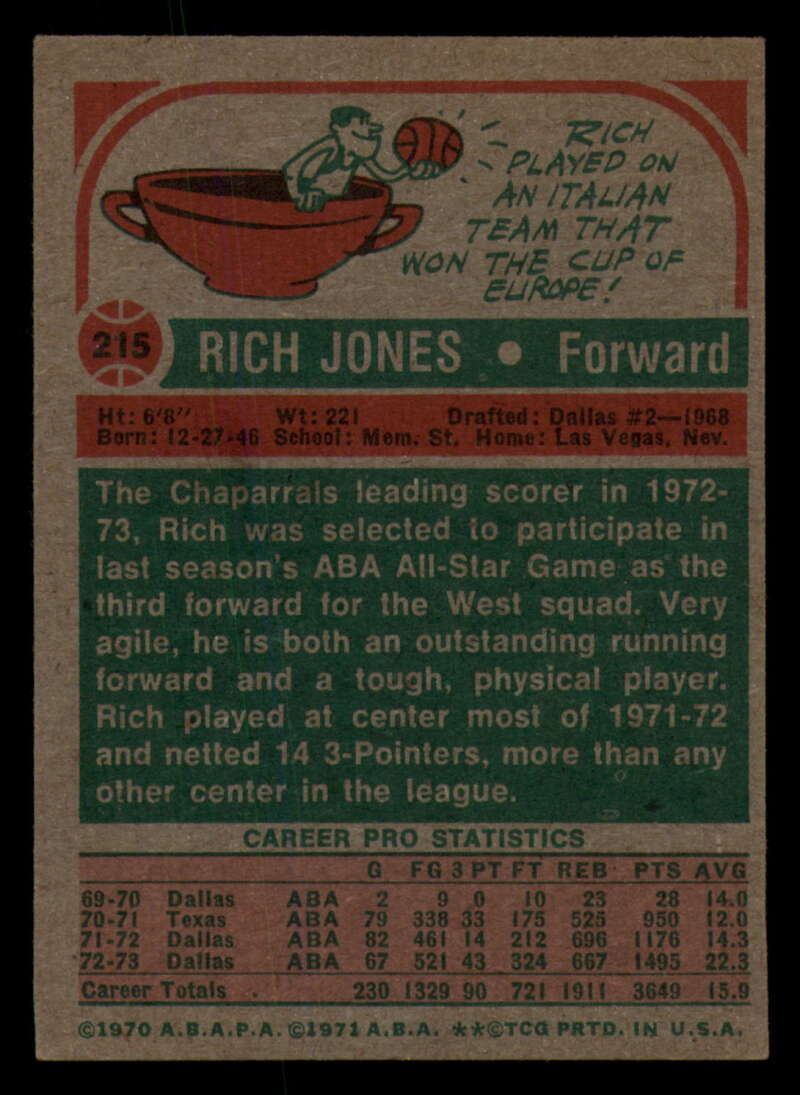 RICH
PLAYED ON
AN ITALIAN
TEAM THAT
WON THE CUP OF
EUROPE!
215 RICH JONES • Forward
Ht: 6'8" Wt: 221 Drafted: Dallas #2—1968
Born: 12-27-46 School: Mem. St. Home: Las Vegas, Nev.
The Chaparrals leading scorer in 1972-
73, Rich was selected to participate in
last season's ABA All-Star Game as the
third forward for the West squad. Very
agile, he is both an outstanding running
forward and a tough, physical player.
Rich played at center most of 1971-72
and netted 14 3-Pointers, more than any
other center in the league.
CAREER PRO STATISTICS
G FG 3 PT FT REB PTS AVG
69-70 Dallas ABA 2 9 0 10 23 28 14.0
70-71 Texas ABA 79 338 33 175 525 950 12.0
71-72 Dallas ABA 82 461 14 212 696 1176 14.3
72-73 Dallas ABA 67 521 43 324 667 1495 22.3
Career Totals 230 1329 90 721 1911 3649 15.9
©1970 A.B.A.P.A. ©1971 A.B.A. **©TCG PRTD. IN U.S.A.